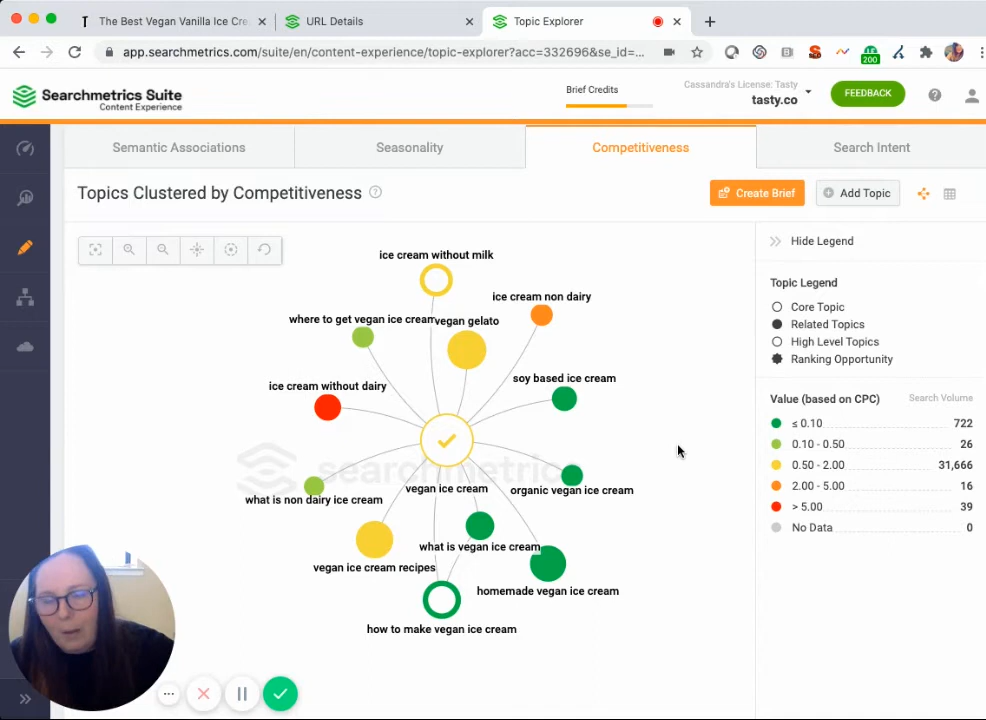 The Best Vegan Vanilla Ice Cre
URL Details
Topic Explorer
app.searchmetrics.com/suite/en/content-experience/topic-explorer?acc=332696&se_id=...
200
Searchmetrics Suite
Content Experience
Brief Credits
Cassandra's License: Tasty
tasty.co
FEEDBACK
Semantic Associations
Seasonality
Competitiveness
Search Intent
Topics Clustered by Competitiveness
Create Brief
Add Topic
Hide Legend
Topic Legend
Core Topic
Related Topics
High Level Topics
Ranking Opportunity
Value (based on CPC) Search Volume
≤ 0.10 722
0.10 - 0.50 26
0.50 - 2.00 31,666
2.00 - 5.00 16
> 5.00 39
No Data 0
ice cream without milk
ice cream non dairy
where to get vegan ice cream
vegan gelato
soy based ice cream
ice cream without dairy
searchmetrics
what is non dairy ice cream
vegan ice cream
organic vegan ice cream
what is vegan ice cream
vegan ice cream recipes
homemade vegan ice cream
how to make vegan ice cream